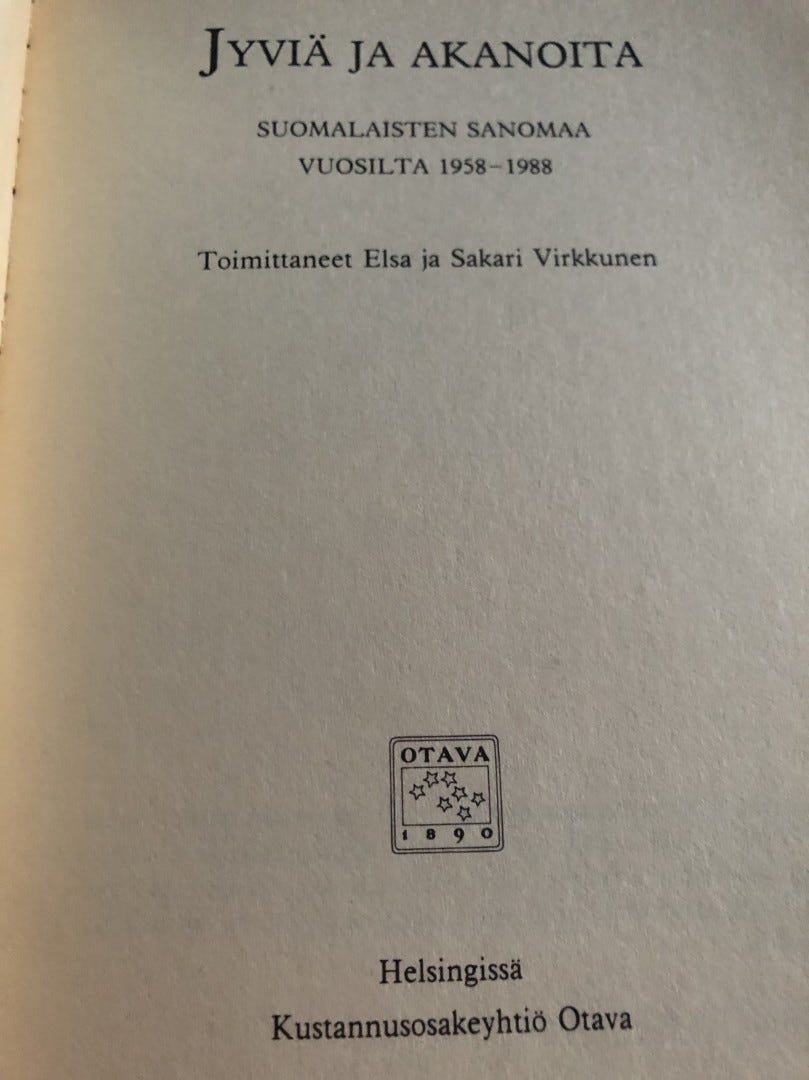 JYVIÄ JA AKANOITA
SUOMALAISTEN SANOMAA
VUOSILTA 1958–1988
Toimittaneet Elsa ja Sakari Virkkunen
OTAVA
1890
Helsingissä
Kustannusosakeyhtiö Otava